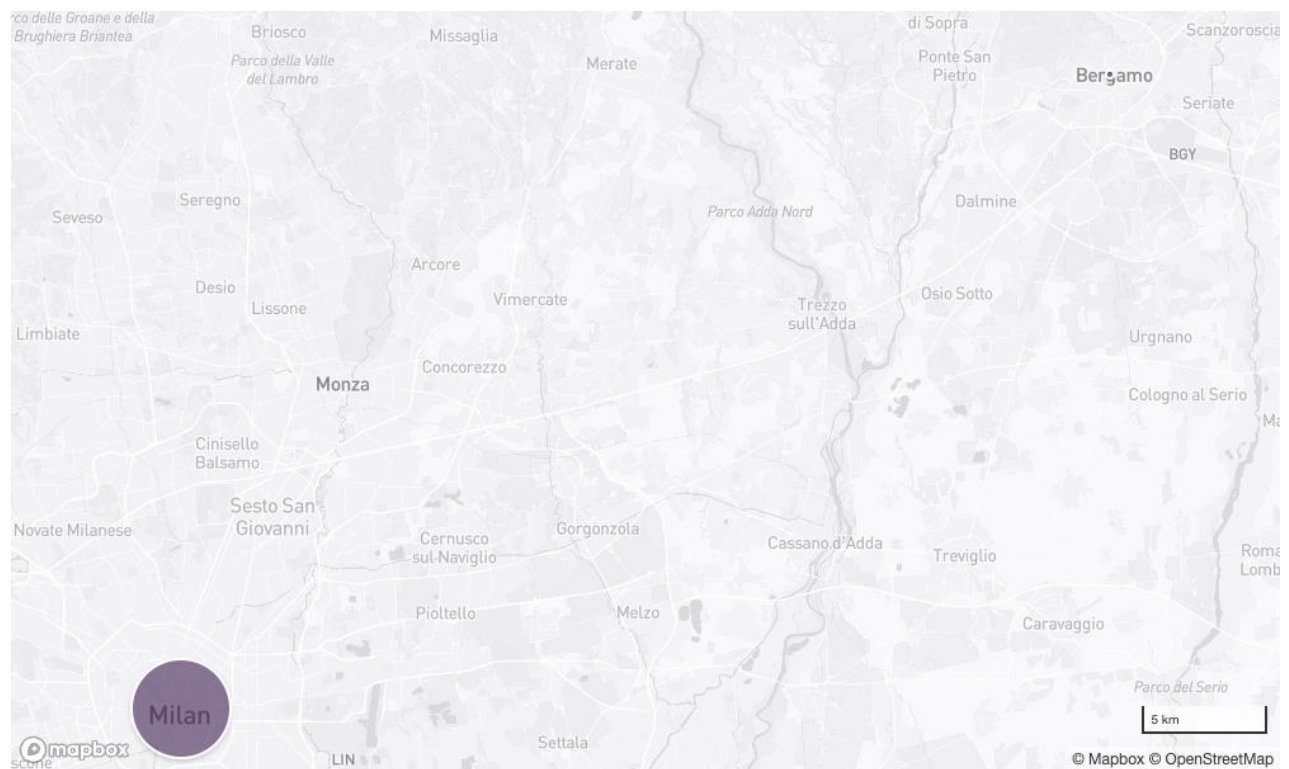 rco delle Groane e della
Brughiera Briantea
Briosco
Parco della Valle
del Lambro
Missaglia
Merate
di Sopra
Ponte San
Pietro
Bergamo
Scanzoroscia
Seriate
BGY
Seveso
Seregno
Parco Adda Nord
Dalmine
Arcore
Desio
Lissone
Vimercate
Trezzo
sull'Adda
Osio Sotto
Limbiate
Urgnano
Monza
Concorezzo
Cologno al Serio
Ma
Cinisello
Balsamo
Sesto San
Giovanni
Novate Milanese
Cernusco
sul Naviglio
Gorgonzola
Cassano d'Adda
Treviglio
Roma
Lomb
Pioltello
Melzo
Caravaggio
Parco del Serio
Milan
5 km
Settala
mapbox
scone
LIN
© Mapbox © OpenStreetMap